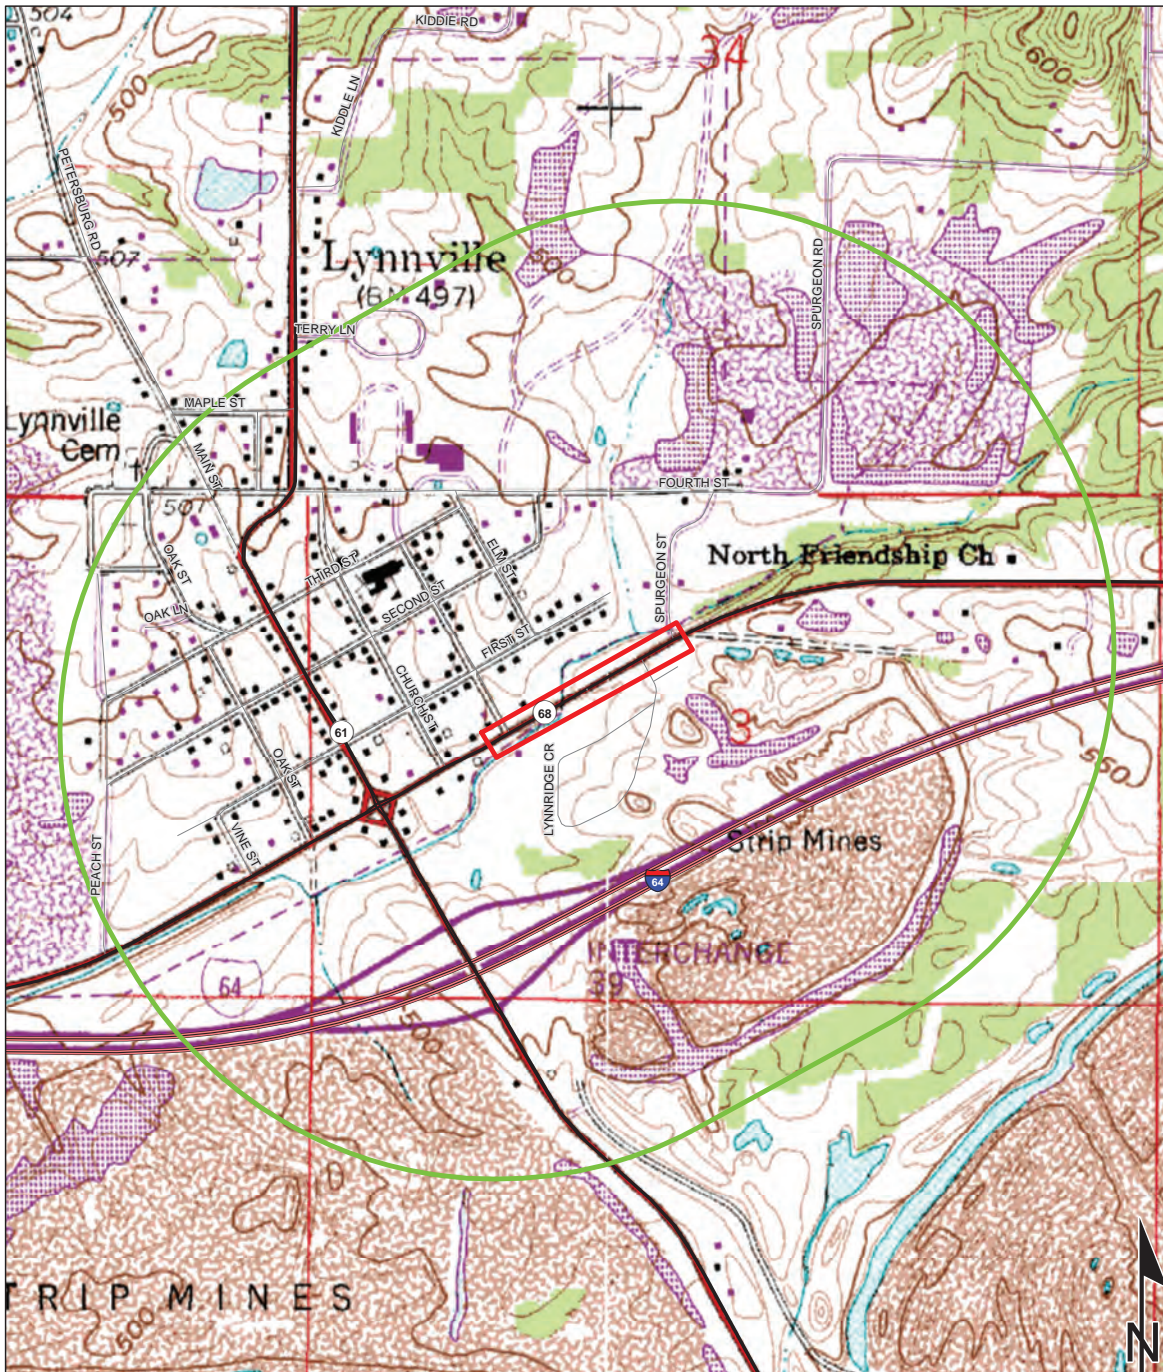 504
KIDDIE RD
34
600
500
KIDDLE LN
PETERSBURG RD
507
Lynnville
(BM 497)
500
SPURGEON RD
TERRY LN
MAPLE ST
Lynnville
Cem
MAIN ST
FOURTH ST
507
OAK ST
THIRD ST
ELM ST
SPURGEON ST
North Friendship Ch
SECOND ST
OAK LN
FIRST ST
CHURCH ST
68
61
3
OAK ST
LYNNRIDGE CR
550
VINE ST
Strip Mines
PEACH ST
64
INTERCHANGE
39
64
500
TRIP MINES
500
N